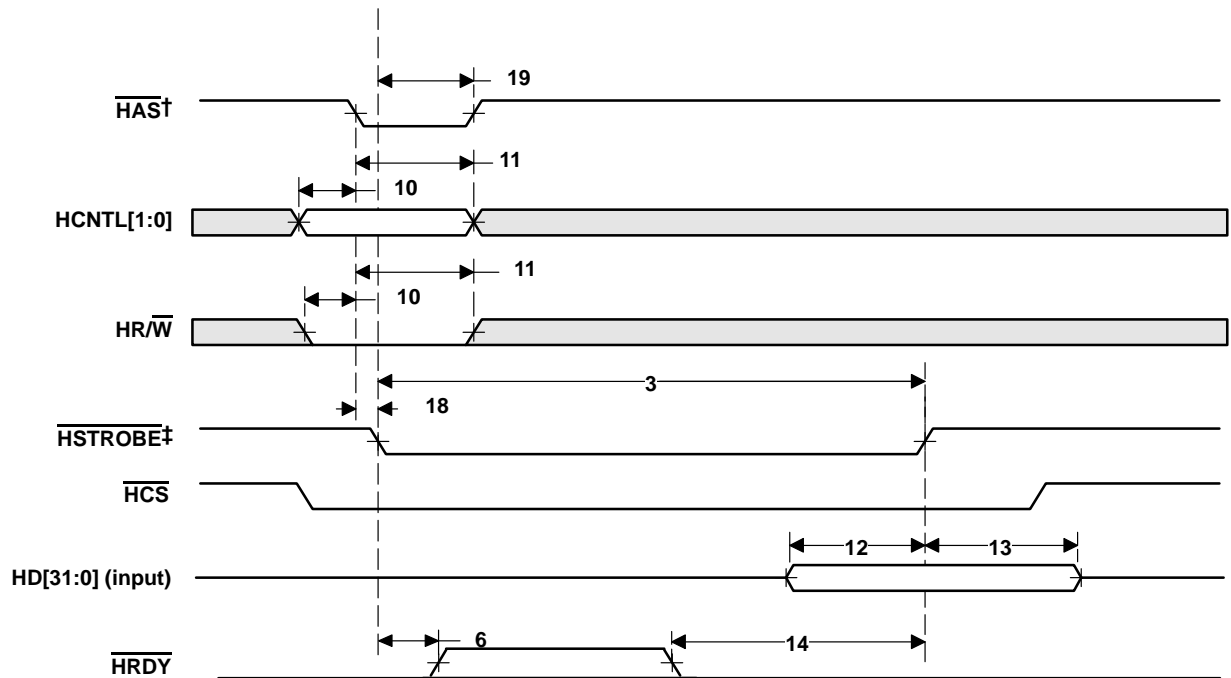 19
HAS†
11
10
HCNTL[1:0]
11
10
HR/W
3
18
HSTROBE‡
HCS
12 13
HD[31:0] (input)
6 14
HRDY